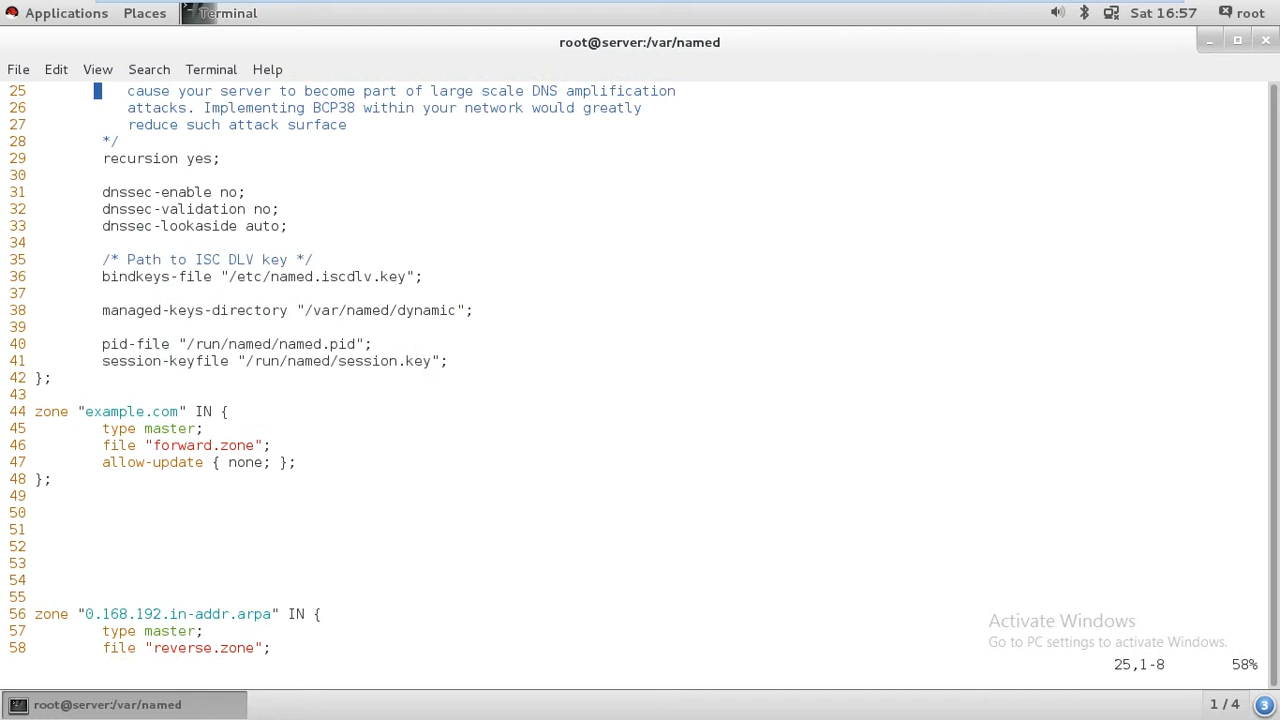 Applications Places Terminal Sat 16:57 root
root@server:/var/named
File Edit View Search Terminal Help
25 cause your server to become part of large scale DNS amplification
26 attacks. Implementing BCP38 within your network would greatly
27 reduce such attack surface
28 */
29 recursion yes;
30
31 dnssec-enable no;
32 dnssec-validation no;
33 dnssec-lookaside auto;
34
35 /* Path to ISC DLV key */
36 bindkeys-file "/etc/named.iscdlv.key";
37
38 managed-keys-directory "/var/named/dynamic";
39
40 pid-file "/run/named/named.pid";
41 session-keyfile "/run/named/session.key";
42 };
43
44 zone "example.com" IN {
45 type master;
46 file "forward.zone";
47 allow-update { none; };
48 };
49
50
51
52
53
54
55
56 zone "0.168.192.in-addr.arpa" IN {
57 type master;
58 file "reverse.zone";
Activate Windows
Go to PC settings to activate Windows.
25,1-8 58%
root@server:/var/named 1 / 4 3